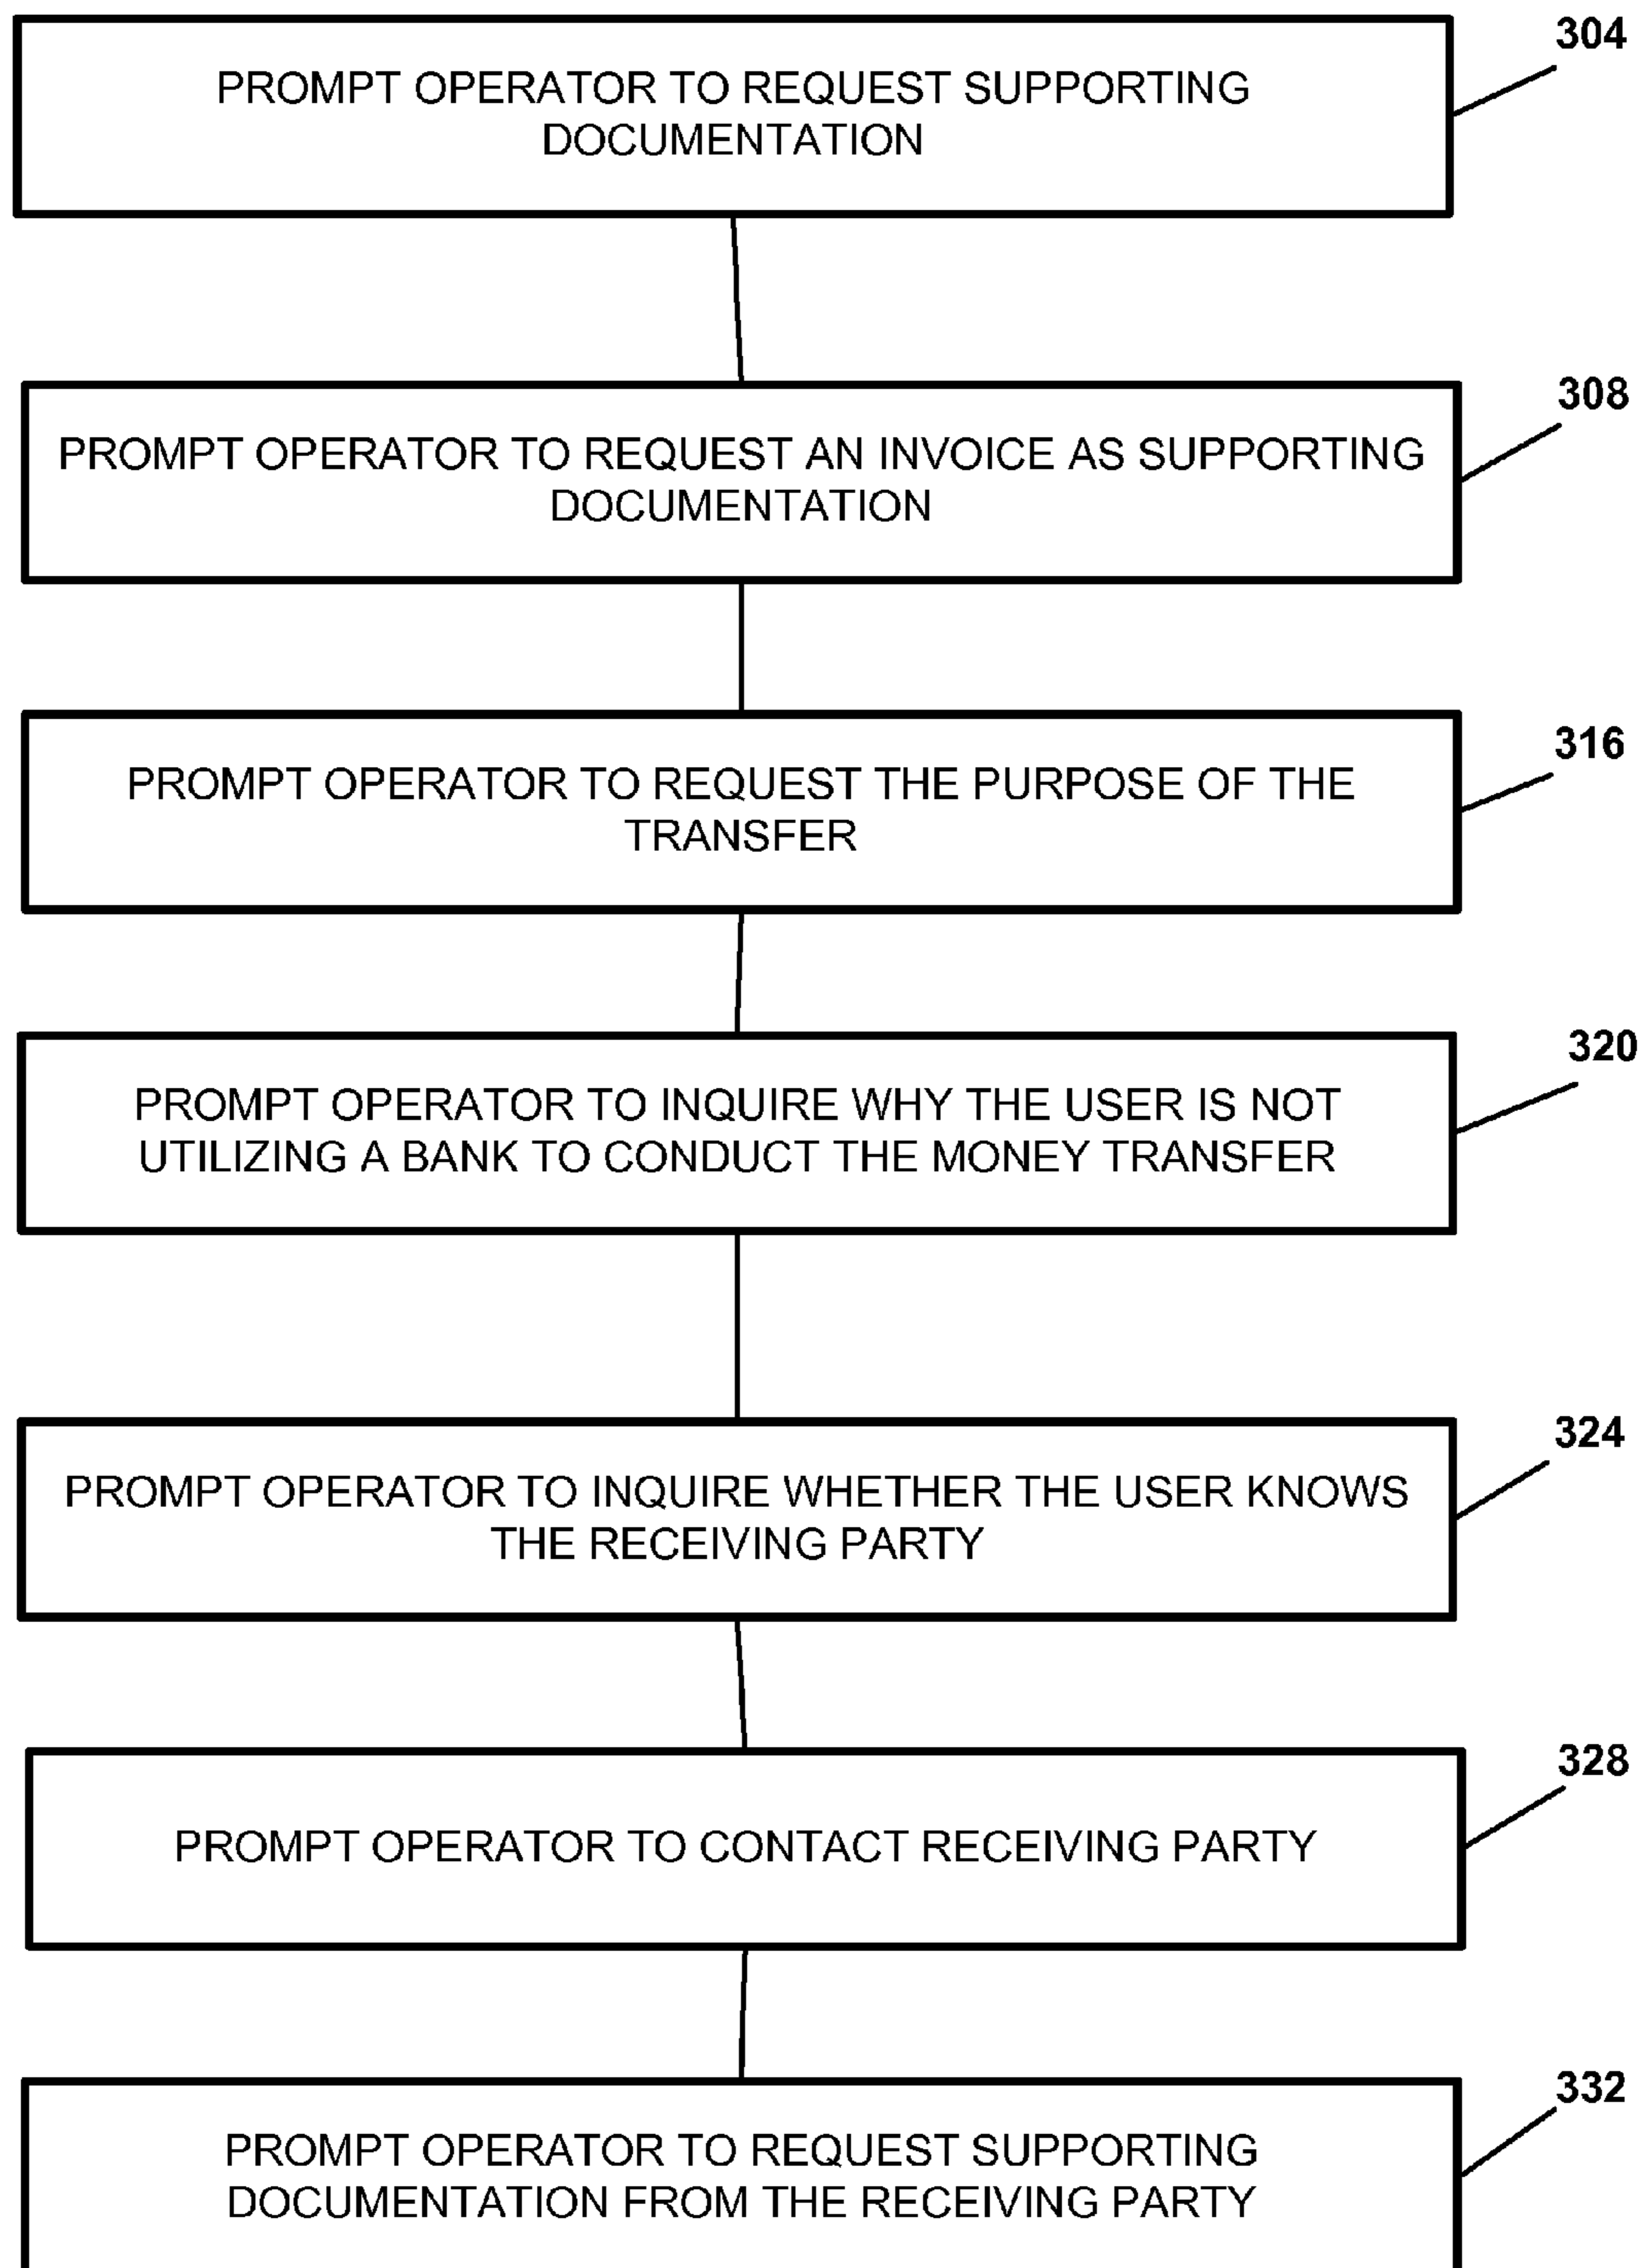 304
PROMPT OPERATOR TO REQUEST SUPPORTING
DOCUMENTATION
308
PROMPT OPERATOR TO REQUEST AN INVOICE AS SUPPORTING
DOCUMENTATION
316
PROMPT OPERATOR TO REQUEST THE PURPOSE OF THE
TRANSFER
320
PROMPT OPERATOR TO INQUIRE WHY THE USER IS NOT
UTILIZING A BANK TO CONDUCT THE MONEY TRANSFER
324
PROMPT OPERATOR TO INQUIRE WHETHER THE USER KNOWS
THE RECEIVING PARTY
328
PROMPT OPERATOR TO CONTACT RECEIVING PARTY
332
PROMPT OPERATOR TO REQUEST SUPPORTING
DOCUMENTATION FROM THE RECEIVING PARTY